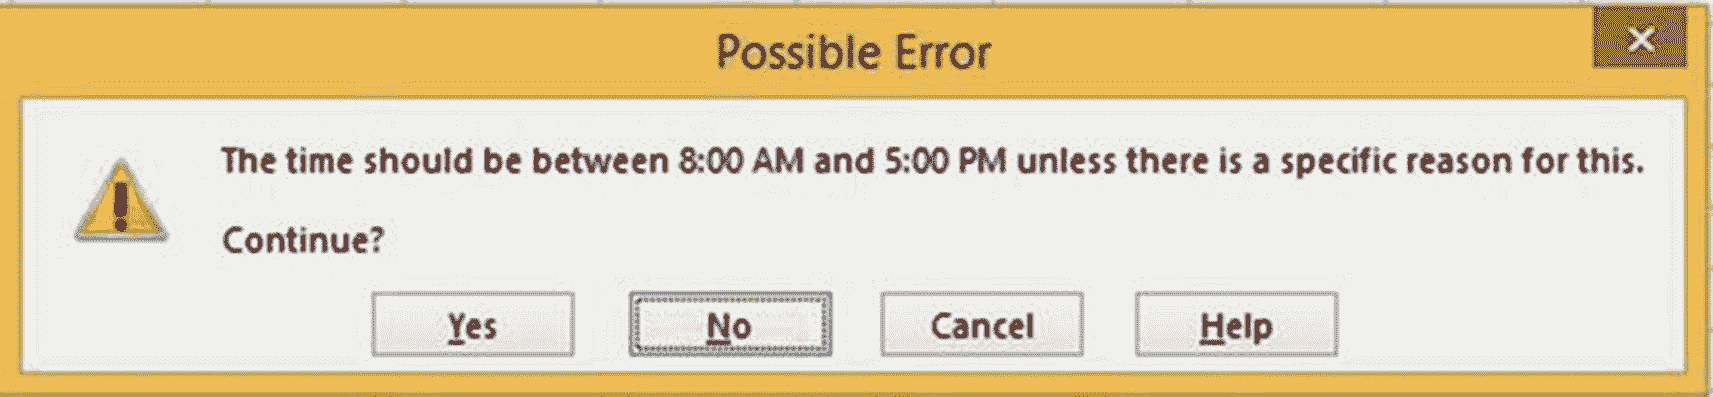 Possible Error
The time should be between 8:00 AM and 5:00 PM unless there is a specific reason for this.
Continue?
Yes No Cancel Help